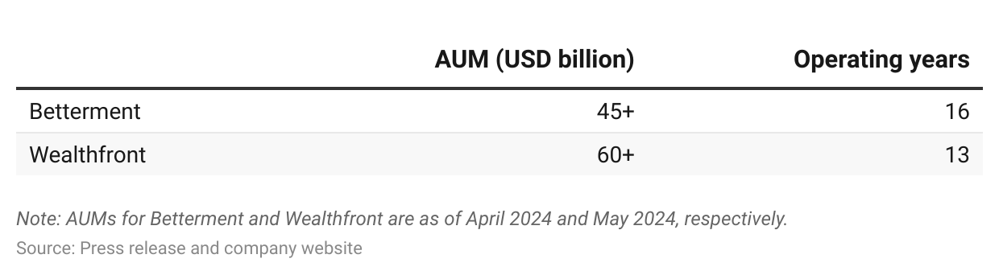 AUM (USD billion) Operating years
Betterment 45+ 16
Wealthfront 60+ 13
Note: AUMs for Betterment and Wealthfront are as of April 2024 and May 2024, respectively.
Source: Press release and company website